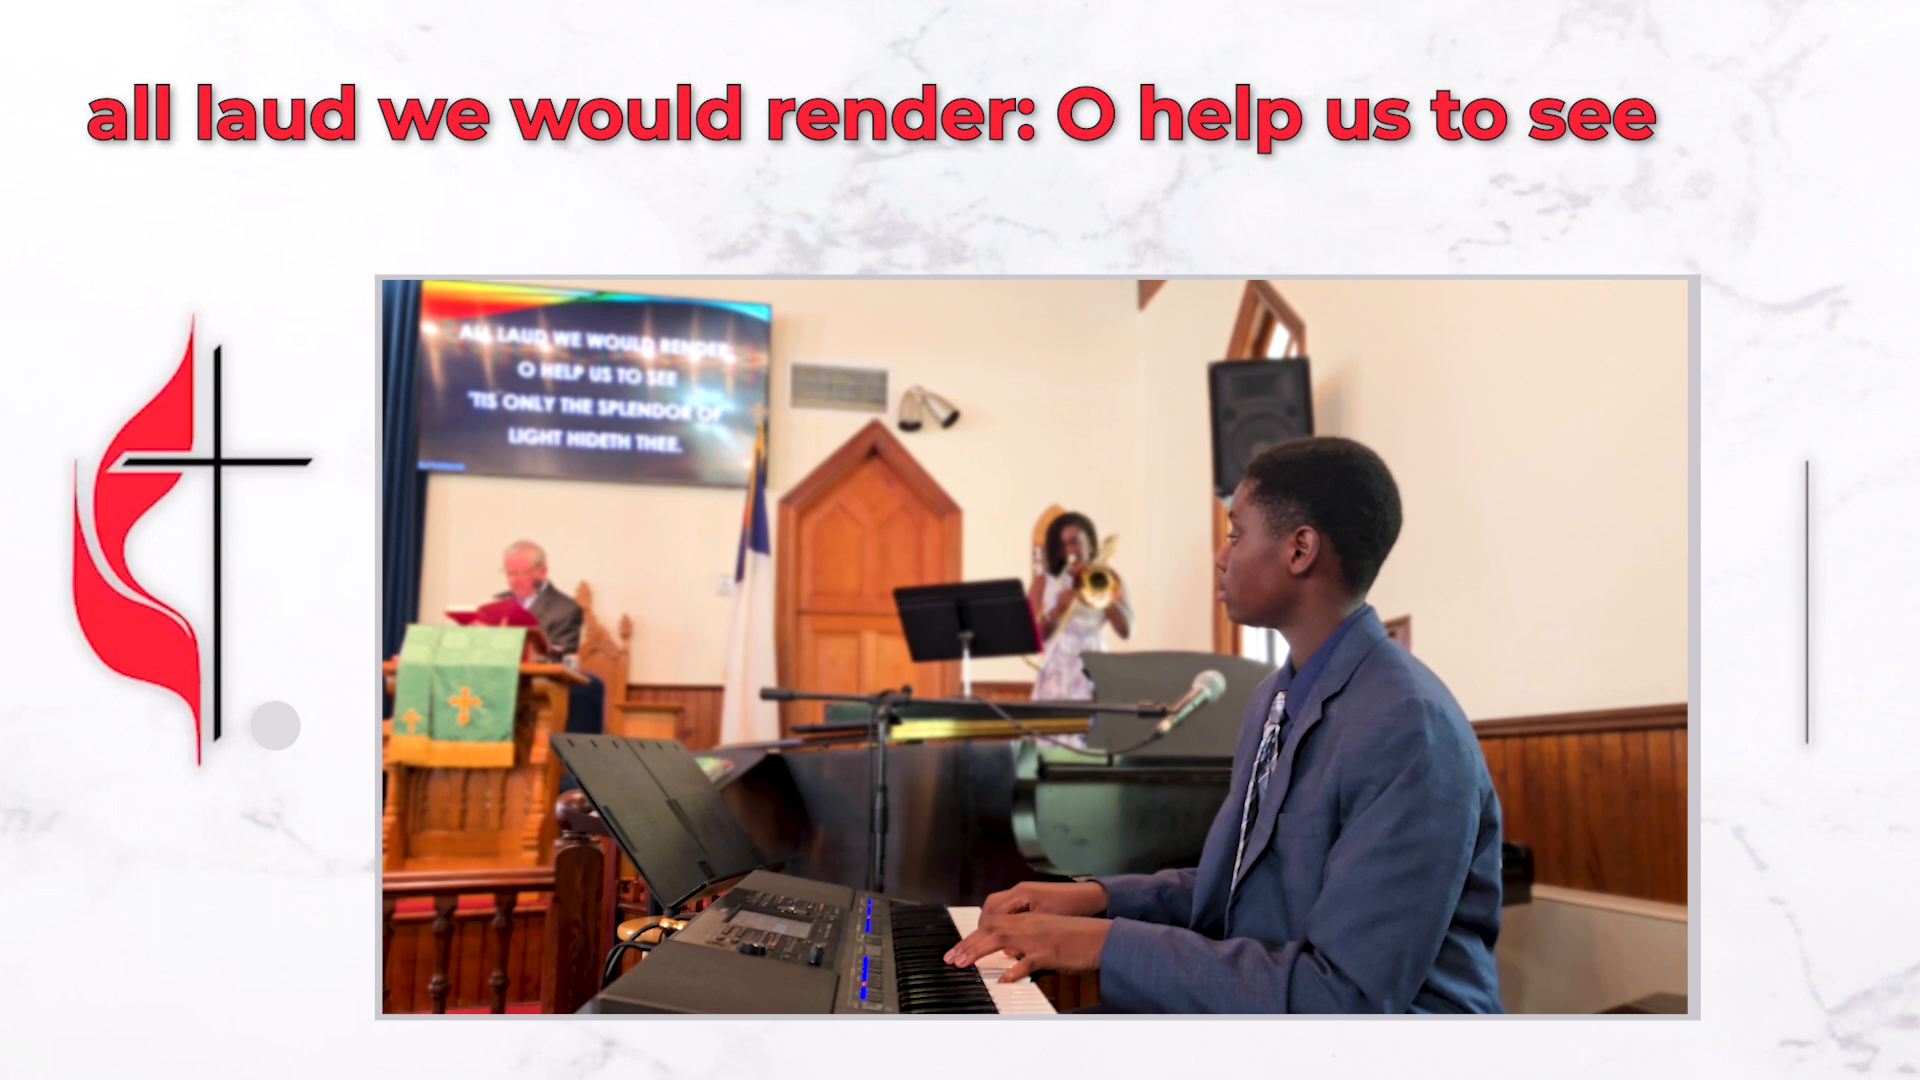 all laud we would render: O help us to see
ALL LAUD WE WOULD RENDER
O HELP US TO SEE
'TIS ONLY THE SPLENDOR OF
LIGHT HIDETH THEE.